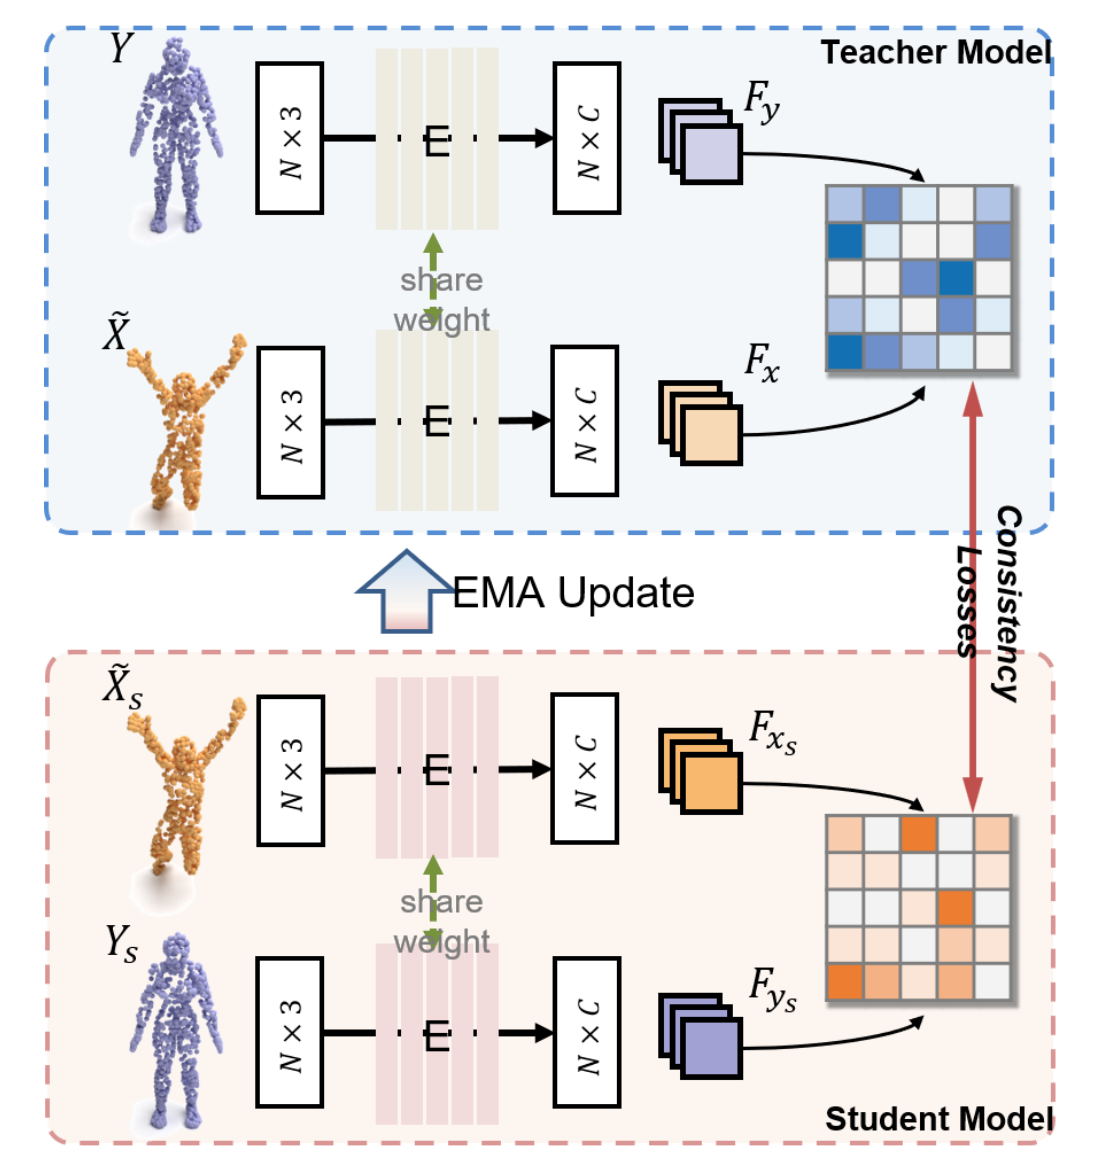 Teacher Model
Y
N × 3
E
N × C
F_y
share
weight
X̃
N × 3
E
N × C
F_x
Consistency
Losses
EMA Update
X̃_s
N × 3
E
N × C
F_{x_s}
share
weight
Y_s
N × 3
E
N × C
F_{y_s}
Student Model